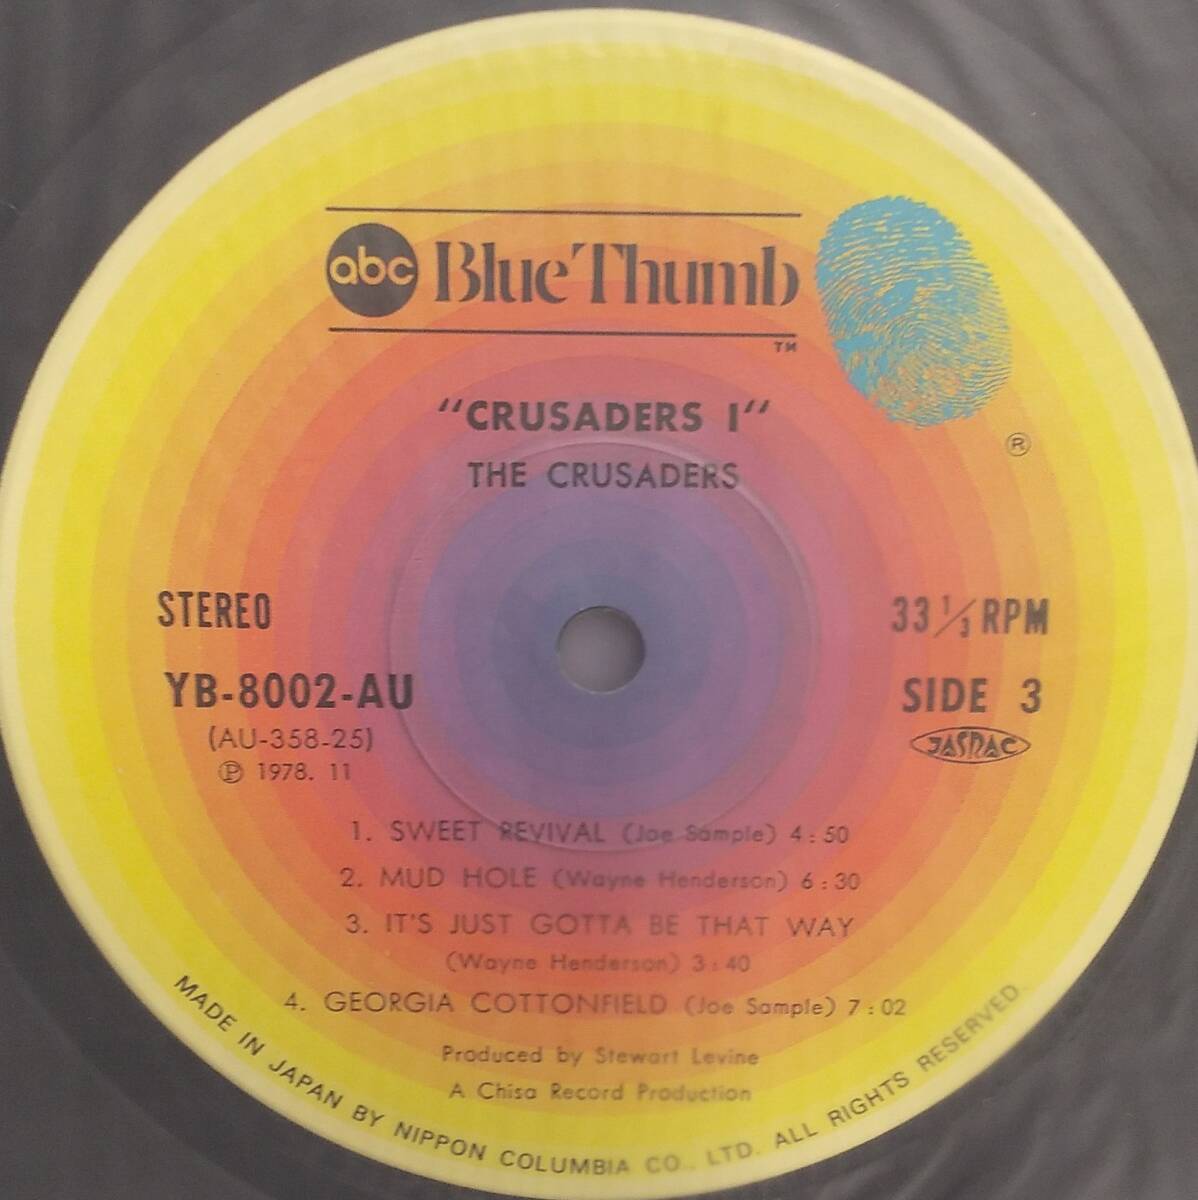 abc Blue Thumb
TM
"CRUSADERS I"
®
THE CRUSADERS
STEREO
33 1/3 RPM
YB-8002-AU
SIDE 3
(AU-358-25)
JASRAC
Ⓟ 1978. 11
1. SWEET REVIVAL (Joe Sample) 4:50
2. MUD HOLE (Wayne Henderson) 6:30
3. IT'S JUST GOTTA BE THAT WAY
(Wayne Henderson) 3:40
4. GEORGIA COTTONFIELD (Joe Sample) 7:02
Produced by Stewart Levine
A Chisa Record Production
MADE IN JAPAN BY NIPPON COLUMBIA CO., LTD. ALL RIGHTS RESERVED.